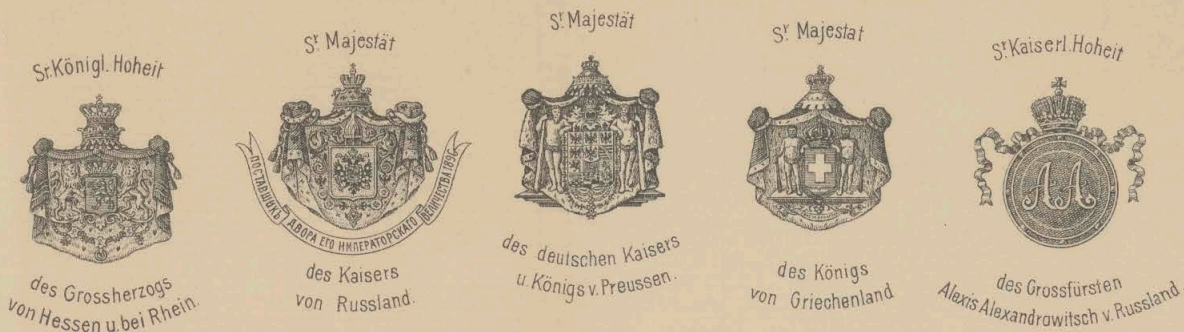 Sr. Königl. Hoheit
des Grossherzogs
von Hessen u. bei Rhein.
Sr. Majestät
ПОСТАВЩИКЪ ДВОРА ЕГО ИМПЕРАТОРСКАГО ВЕЛИЧЕСТВА 1896
des Kaisers
von Russland.
Sr. Majestät
des deutschen Kaisers
u. Königs v. Preussen.
Sr. Majestat
des Königs
von Griechenland
Sr. Kaiserl. Hoheit
AA
des Grossfürsten
Alexis Alexandrowitsch v. Russland.